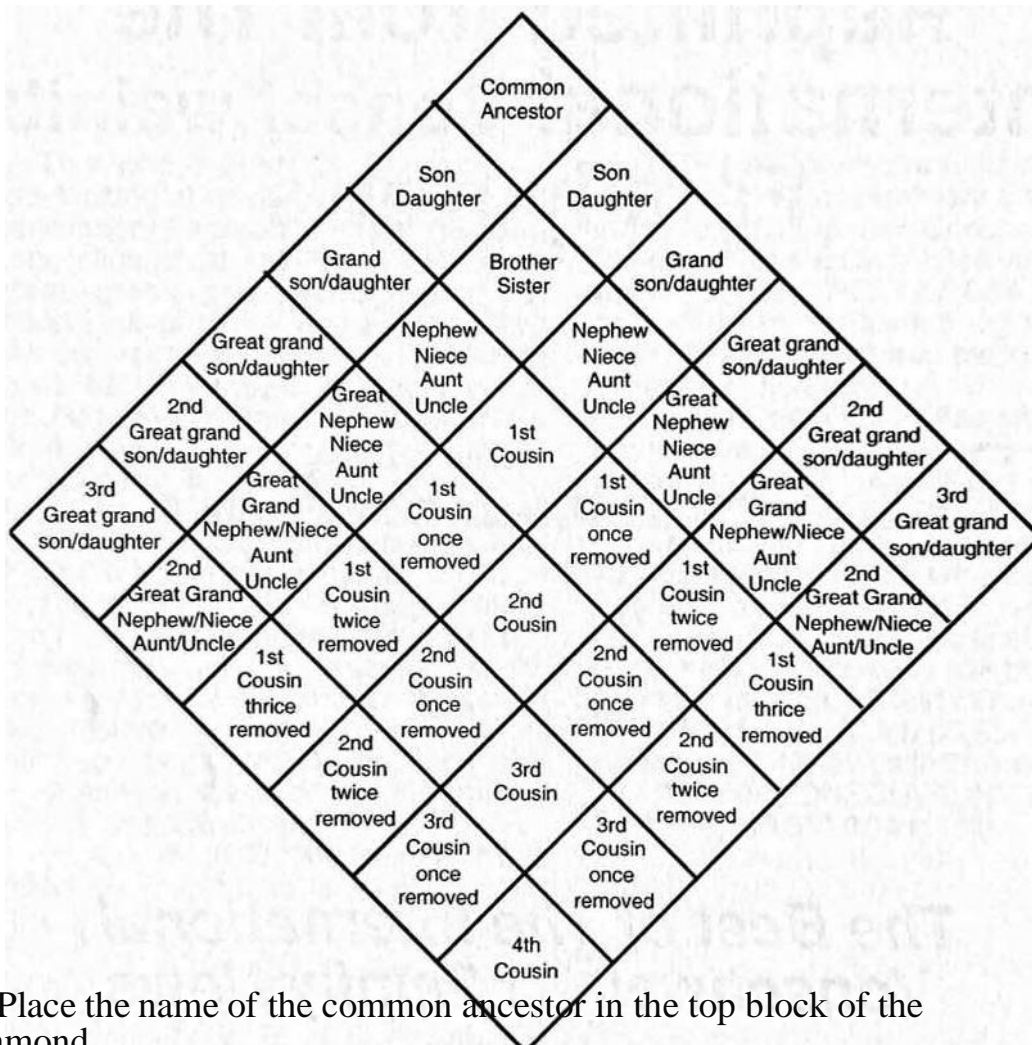 Common
Ancestor
Son
Daughter
Son
Daughter
Grand
son/daughter
Brother
Sister
Grand
son/daughter
Great grand
son/daughter
Nephew
Niece
Aunt
Uncle
Nephew
Niece
Aunt
Uncle
Great grand
son/daughter
2nd
Great grand
son/daughter
Great
Nephew
Niece
Aunt
Uncle
1st
Cousin
Great
Nephew
Niece
Aunt
Uncle
2nd
Great grand
son/daughter
3rd
Great grand
son/daughter
Great
Grand
Nephew/Niece
Aunt
Uncle
1st
Cousin
once
removed
1st
Cousin
once
removed
Great
Grand
Nephew/Niece
Aunt
Uncle
3rd
Great grand
son/daughter
2nd
Great Grand
Nephew/Niece
Aunt/Uncle
1st
Cousin
twice
removed
2nd
Cousin
1st
Cousin
twice
removed
2nd
Great Grand
Nephew/Niece
Aunt/Uncle
1st
Cousin
thrice
removed
2nd
Cousin
once
removed
2nd
Cousin
once
removed
1st
Cousin
thrice
removed
2nd
Cousin
twice
removed
3rd
Cousin
2nd
Cousin
twice
removed
3rd
Cousin
once
removed
3rd
Cousin
once
removed
4th
Cousin
Place the name of the common ancestor in the top block of the